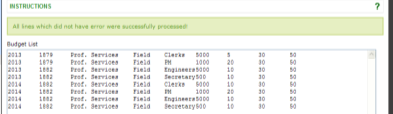 INSTRUCTIONS ?
All lines which did not have error were successfully processed!
Budget List
2013 1879 Prof. Services Field Clerks 5000 5 30 50
2013 1879 Prof. Services Field PM 1000 20 30 50
2013 1882 Prof. Services Field Engineers5000 10 30 50
2013 1882 Prof. Services Field Secretary500 10 30 50
2014 1882 Prof. Services Field Clerks 5000 10 30 50
2014 1882 Prof. Services Field PM 1000 20 30 50
2014 1882 Prof. Services Field Engineers5000 10 30 50
2014 1882 Prof. Services Field Secretary500 10 30 50